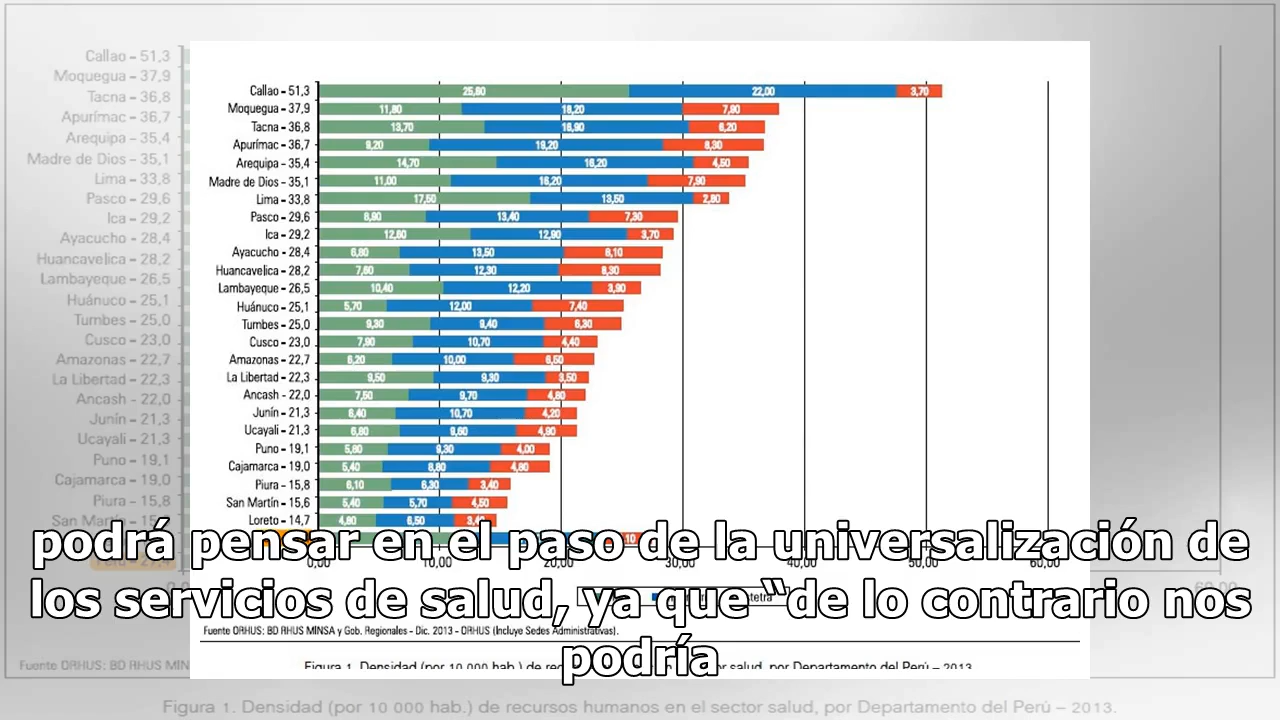 Callao – 51,3 25,60 22,00 3,70
Moquegua – 37,9 11,80 18,20 7,90
Tacna – 36,8 13,70 16,90 6,20
Apurímac – 36,7 9,20 19,20 8,30
Arequipa – 35,4 14,70 16,20 4,50
Madre de Dios – 35,1 11,00 16,20 7,90
Lima – 33,8 17,50 13,50 2,80
Pasco – 29,6 8,90 13,40 7,30
Ica – 29,2 12,60 12,90 3,70
Ayacucho – 28,4 6,80 13,50 8,10
Huancavelica – 28,2 7,60 12,30 8,30
Lambayeque – 26,5 10,40 12,20 3,90
Huánuco – 25,1 5,70 12,00 7,40
Tumbes – 25,0 9,30 9,40 6,30
Cusco – 23,0 7,90 10,70 4,40
Amazonas – 22,7 6,20 10,00 6,50
La Libertad – 22,3 9,50 9,30 3,50
Ancash - 22,0 7,50 9,70 4,80
Junín – 21,3 6,40 10,70 4,20
Ucayali – 21,3 6,80 9,60 4,90
Puno – 19,1 5,80 9,30 4,00
Cajamarca – 19,0 5,40 8,80 4,80
Piura – 15,8 6,10 6,30 3,40
San Martín – 15,6 5,40 5,70 4,50
Loreto – 14,7 4,80 6,50
podrá pensar en el paso de la universalización de
0,00 10,00 20,00 30,00 40,00 50,00 60,00
los servicios de salud, ya que “de lo contrario nos
Fuente ORHUS: BD RHUS MINSA y Gob. Regionales - Dic. 2013 - ORHUS (Incluye Sedes Administrativas).
podría
Figura 1. Densidad (por 10 000 hab.) de recursos humanos en el sector salud, por Departamento del Perú – 2013.